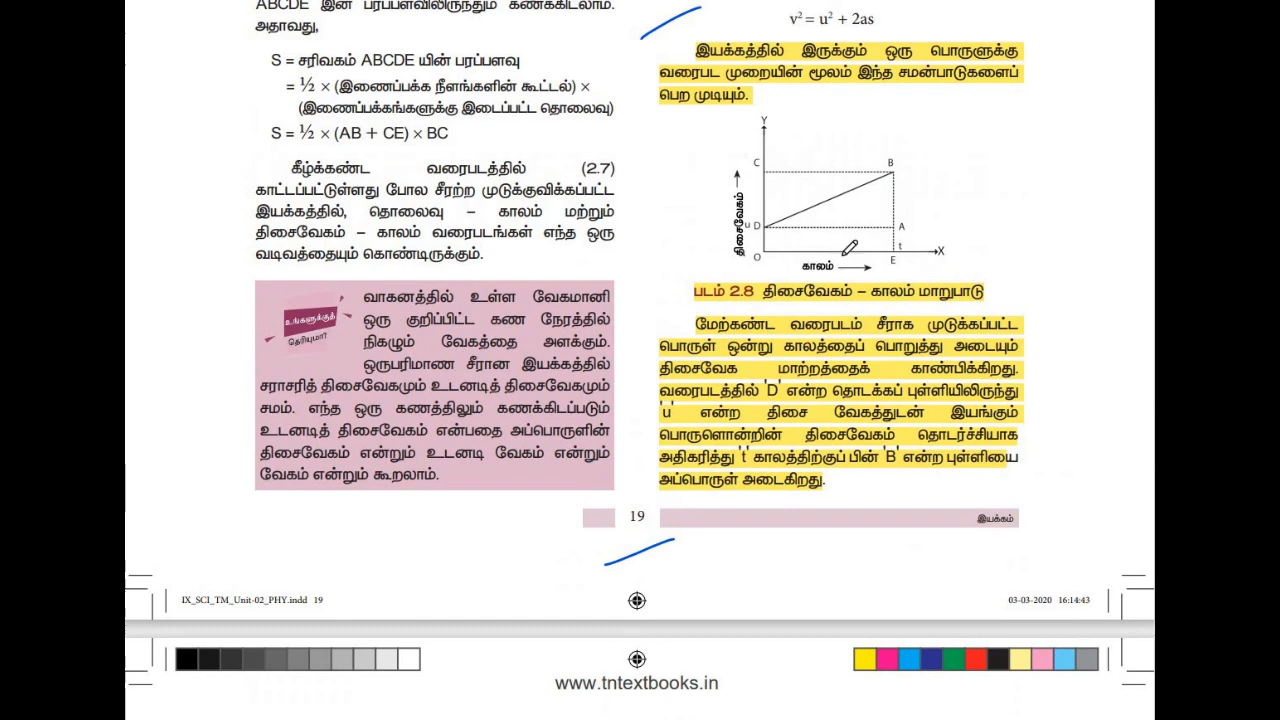 ABCDE இன் பரப்பளவிலிருந்தும் கணக்கிடலாம்.
அதாவது,
S = சரிவகம் ABCDE யின் பரப்பளவு
= ½ × (இணைப்பக்க நீளங்களின் கூட்டல்) ×
(இணைப்பக்கங்களுக்கு இடைப்பட்ட தொலைவு)
S = ½ × (AB + CE) × BC
கீழ்க்கண்ட வரைபடத்தில் (2.7)
காட்டப்பட்டுள்ளது போல சீரற்ற முடுக்குவிக்கப்பட்ட
இயக்கத்தில், தொலைவு – காலம் மற்றும்
திசைவேகம் – காலம் வரைபடங்கள் எந்த ஒரு
வடிவத்தையும் கொண்டிருக்கும்.
உங்களுக்குத்
தெரியுமா?
வாகனத்தில் உள்ள வேகமானி
ஒரு குறிப்பிட்ட கண நேரத்தில்
நிகழும் வேகத்தை அளக்கும்.
ஒருபரிமாண சீரான இயக்கத்தில்
சராசரித் திசைவேகமும் உடனடித் திசைவேகமும்
சமம். எந்த ஒரு கணத்திலும் கணக்கிடப்படும்
உடனடித் திசைவேகம் என்பதை அப்பொருளின்
திசைவேகம் என்றும் உடனடி வேகம் என்றும்
வேகம் என்றும் கூறலாம்.
v² = u² + 2as
இயக்கத்தில் இருக்கும் ஒரு பொருளுக்கு
வரைபட முறையின் மூலம் இந்த சமன்பாடுகளைப்
பெற முடியும்.
Y
C
B
திசைவேகம்
u
D
A
t
O
E
X
காலம்
படம் 2.8 திசைவேகம் – காலம் மாறுபாடு
மேற்கண்ட வரைபடம் சீராக முடுக்கப்பட்ட
பொருள் ஒன்று காலத்தைப் பொறுத்து அடையும்
திசைவேக மாற்றத்தைக் காண்பிக்கிறது.
வரைபடத்தில் 'D' என்ற தொடக்கப் புள்ளியிலிருந்து
'u' என்ற திசை வேகத்துடன் இயங்கும்
பொருளொன்றின் திசைவேகம் தொடர்ச்சியாக
அதிகரித்து 't' காலத்திற்குப் பின் 'B' என்ற புள்ளியை
அப்பொருள் அடைகிறது.
19
இயக்கம்
IX_SCI_TM_Unit-02_PHY.indd 19
03-03-2020 16:14:43
www.tntextbooks.in